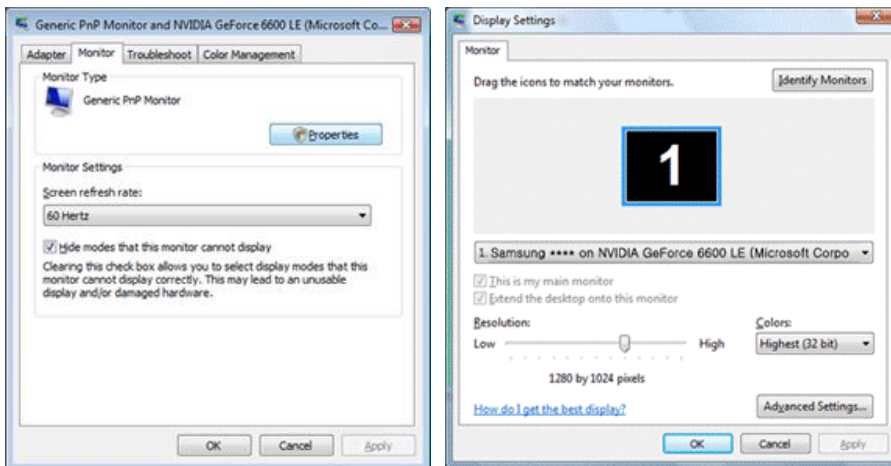 Generic PnP Monitor and NVIDIA GeForce 6600 LE (Microsoft Co...
Adapter Monitor Troubleshoot Color Management
Monitor Type
Generic PnP Monitor
Properties
Monitor Settings
Screen refresh rate:
60 Hertz
Hide modes that this monitor cannot display
Clearing this check box allows you to select display modes that this
monitor cannot display correctly. This may lead to an unusable
display and/or damaged hardware.
OK Cancel Apply
Display Settings
Monitor
Drag the icons to match your monitors.
Identify Monitors
1
1. Samsung **** on NVIDIA GeForce 6600 LE (Microsoft Corpo
This is my main monitor
Extend the desktop onto this monitor
Resolution:
Low High
1280 by 1024 pixels
Colors:
Highest (32 bit)
How do I get the best display?
Advanced Settings...
OK Cancel Apply